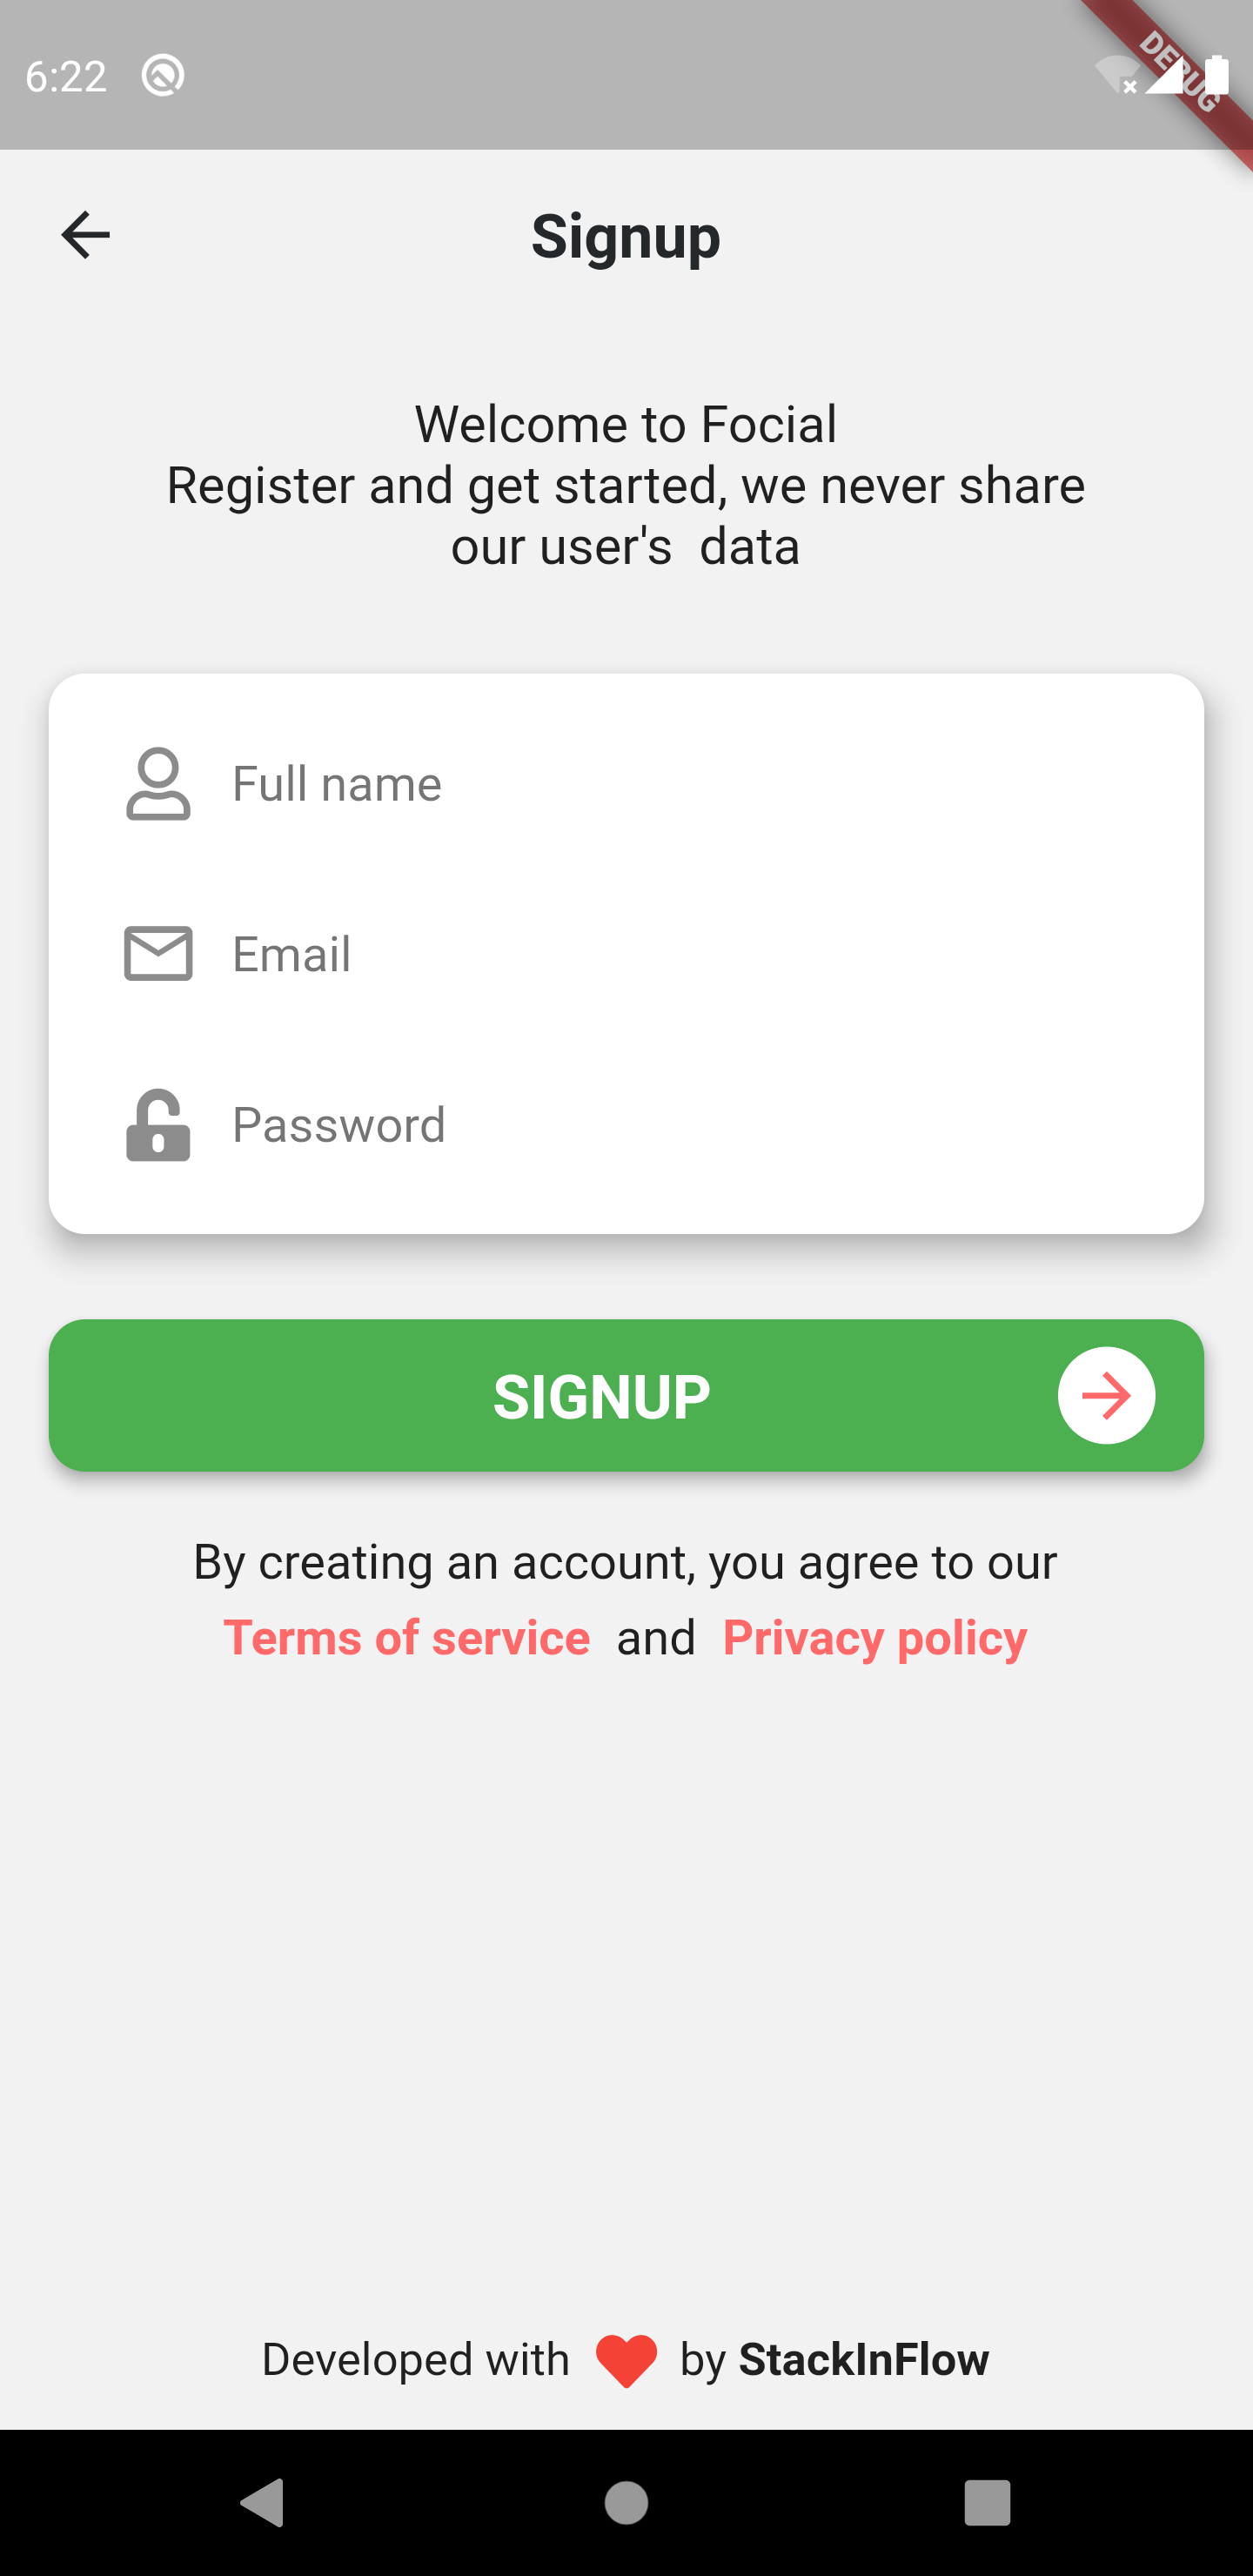 6:22
DEBUG
Signup
Welcome to Focial
Register and get started, we never share
our user's  data
Full name
Email
Password
SIGNUP
By creating an account, you agree to our
Terms of service and Privacy policy
Developed with by StackInFlow